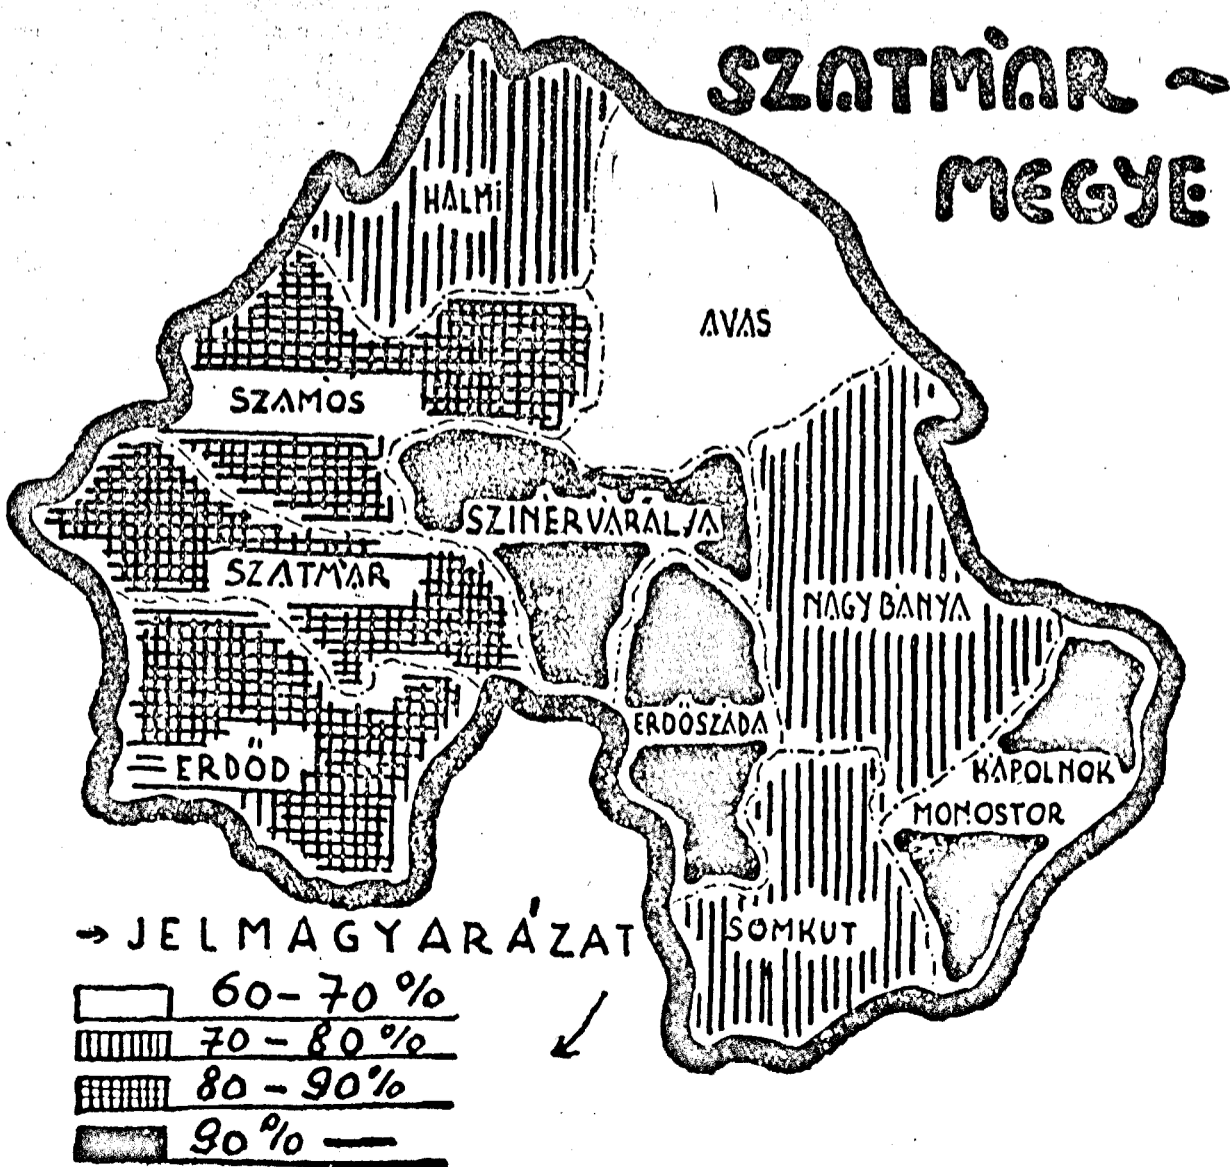 SZATMÁR ~
MEGYE
HALMI
AVAS
SZAMOS
SZINÉRVÁRALJA
SZATMÁR
NAGYBÁNYA
ERDŐSZÁDA
ERDŐD
KÁPOLNOK
MONOSTOR
SOMKUT
→ JELMAGYARÁZAT
60-70%
70-80%
80-90%
90% —